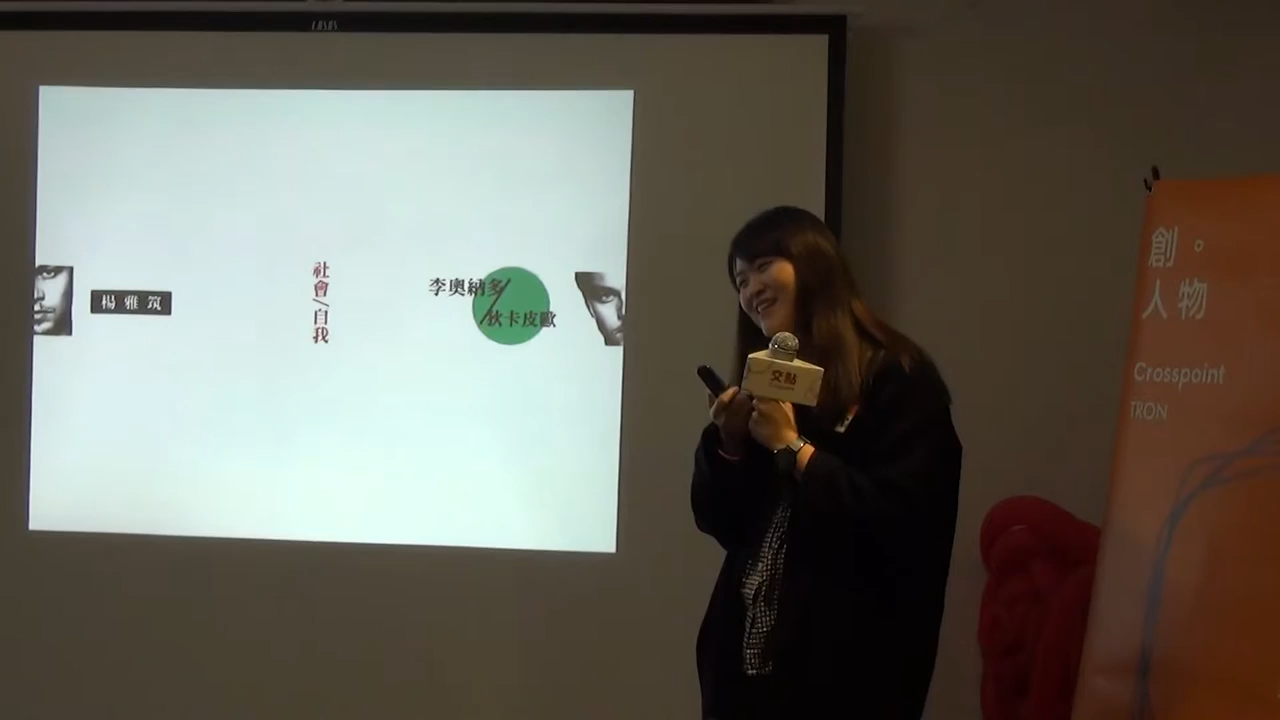 楊雅筑
社會/自我
李奧納多/
狄卡皮歐
交點
創。
人物
Crosspoint
TRON